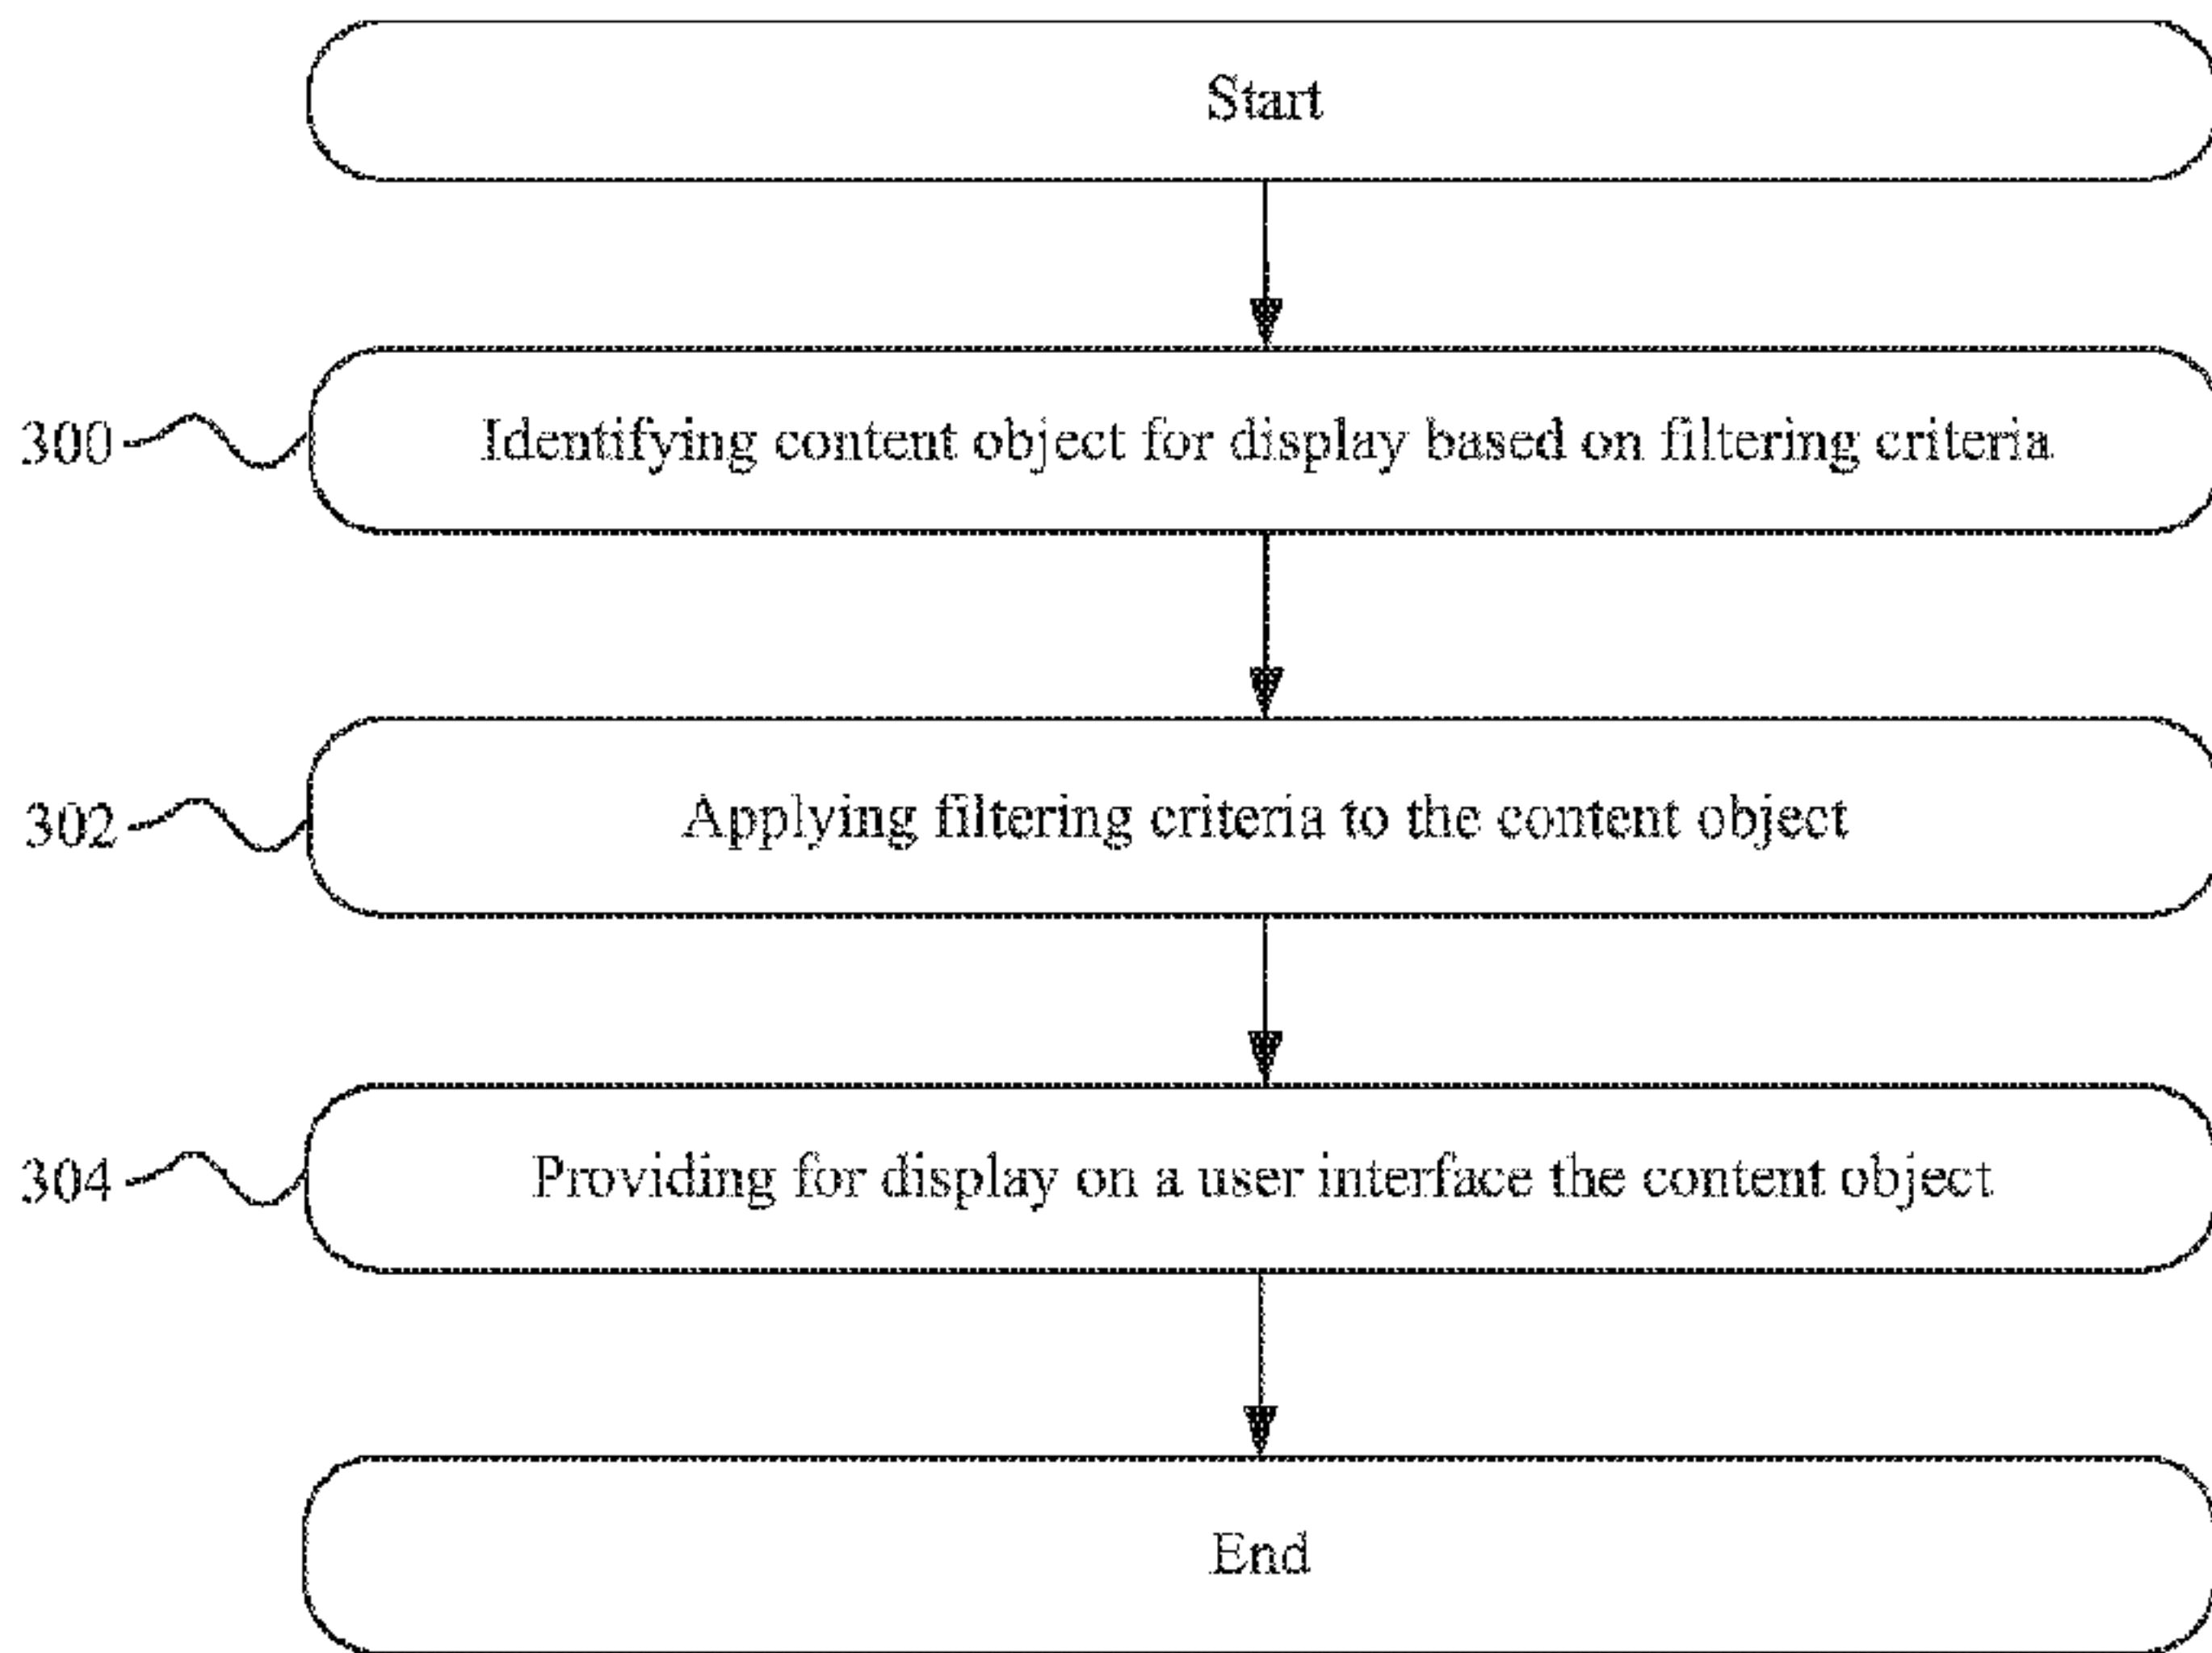 Start
300
Identifying content object for display based on filtering criteria
302
Applying filtering criteria to the content object
304
Providing for display on a user interface the content object
End